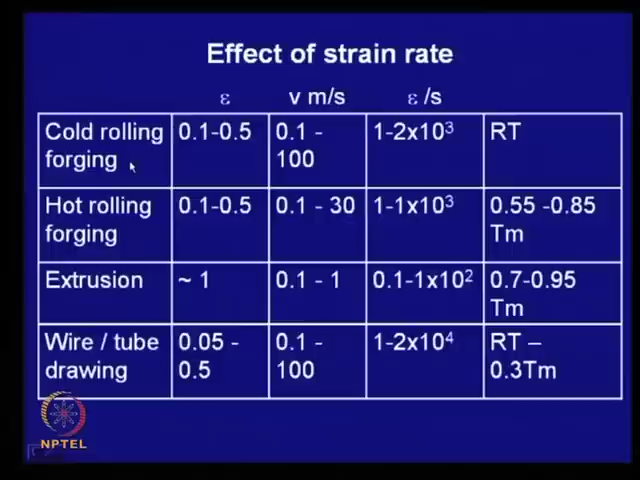 Effect of strain rate
ε v m/s ε /s
Cold rolling forging 0.1-0.5 0.1 - 100 1-2x10³ RT
Hot rolling forging 0.1-0.5 0.1 - 30 1-1x10³ 0.55 -0.85 Tm
Extrusion ~ 1 0.1 - 1 0.1-1x10² 0.7-0.95 Tm
Wire / tube drawing 0.05 - 0.5 0.1 - 100 1-2x10⁴ RT – 0.3Tm
NPTEL